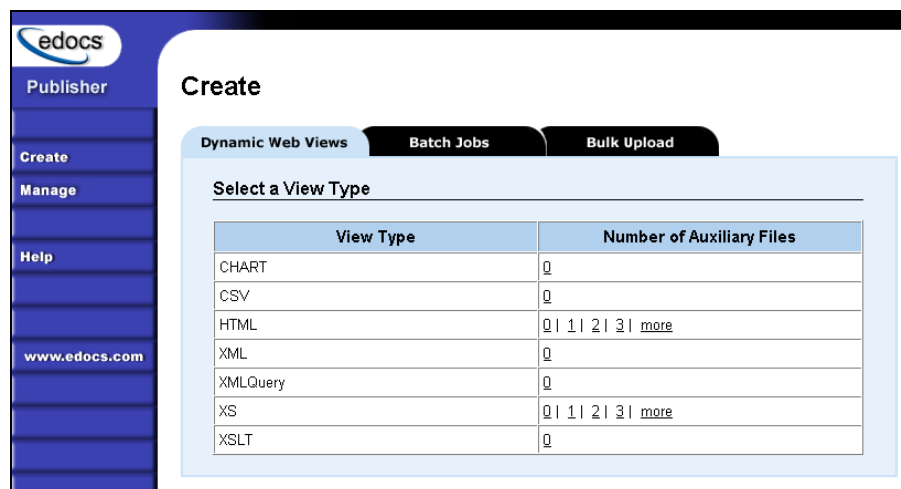 edocs
Publisher
Create
Manage
Help
www.edocs.com
Create
Dynamic Web Views
Batch Jobs
Bulk Upload
Select a View Type
View Type Number of Auxiliary Files
CHART 0
CSV 0
HTML 0 | 1 | 2 | 3 | more
XML 0
XMLQuery 0
XS 0 | 1 | 2 | 3 | more
XSLT 0